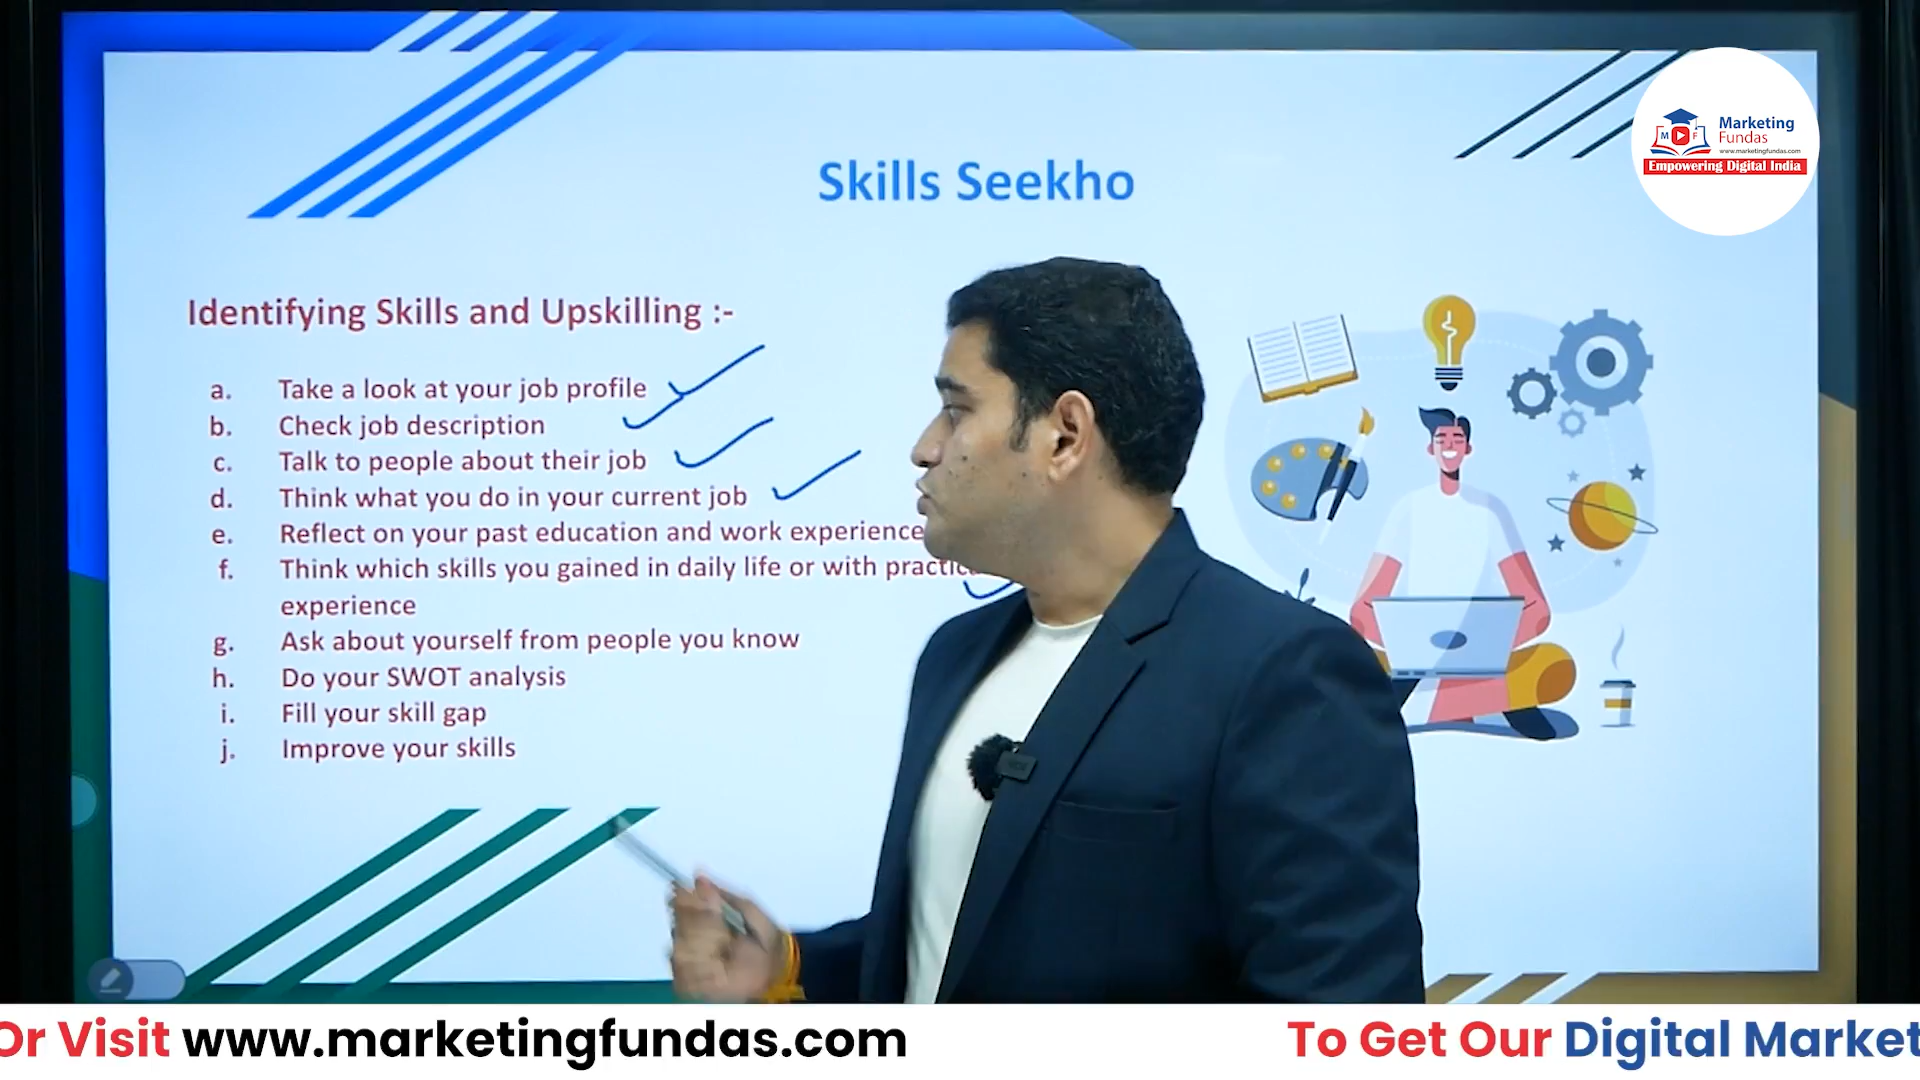 M F
Marketing
Fundas
www.marketingfundas.com
Empowering Digital India
Skills Seekho
Identifying Skills and Upskilling :-
a. Take a look at your job profile
b. Check job description
c. Talk to people about their job
d. Think what you do in your current job
e. Reflect on your past education and work experience
f. Think which skills you gained in daily life or with
experience
g. Ask about yourself from people you know
h. Do your SWOT analysis
i. Fill your skill gap
j. Improve your skills
Or Visit www.marketingfundas.com To Get Our Digital Market